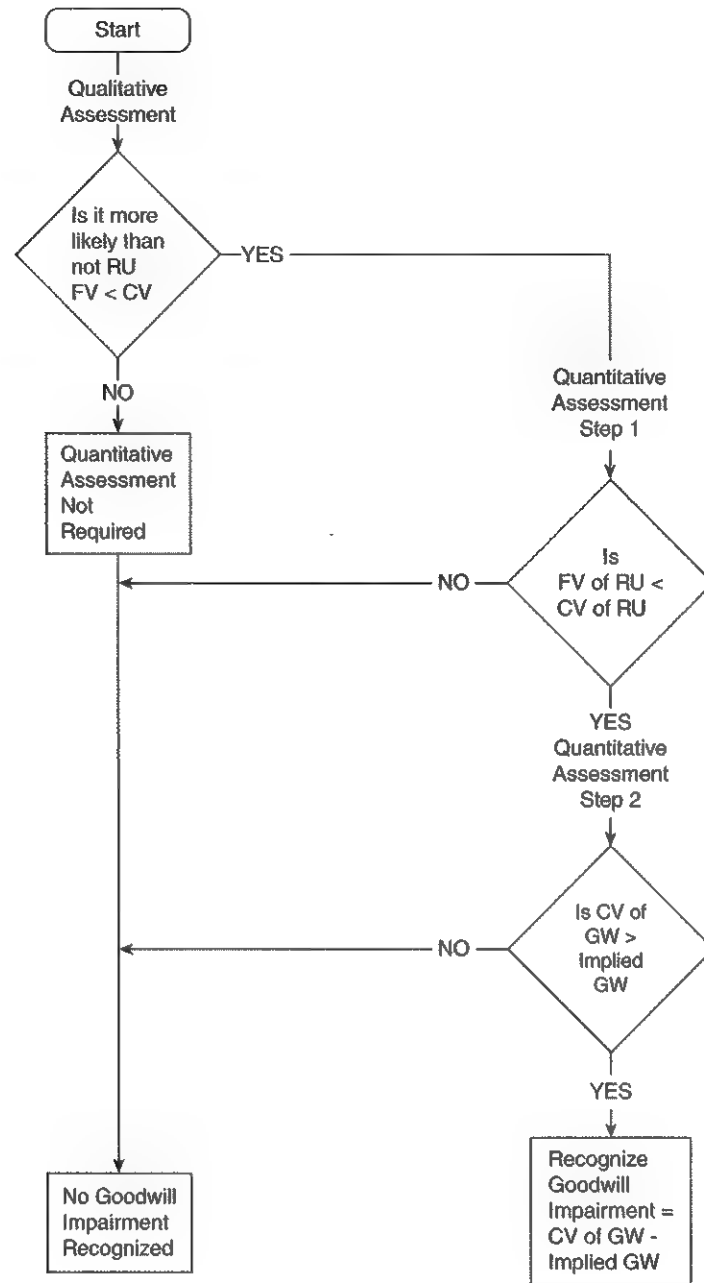 Start
Qualitative
Assessment
Is it more
likely than
not RU
FV < CV
YES
NO
Quantitative
Assessment
Not
Required
Quantitative
Assessment
Step 1
Is
FV of RU <
CV of RU
NO
YES
Quantitative
Assessment
Step 2
Is CV of
GW >
Implied
GW
NO
YES
No Goodwill
Impairment
Recognized
Recognize
Goodwill
Impairment =
CV of GW -
Implied GW